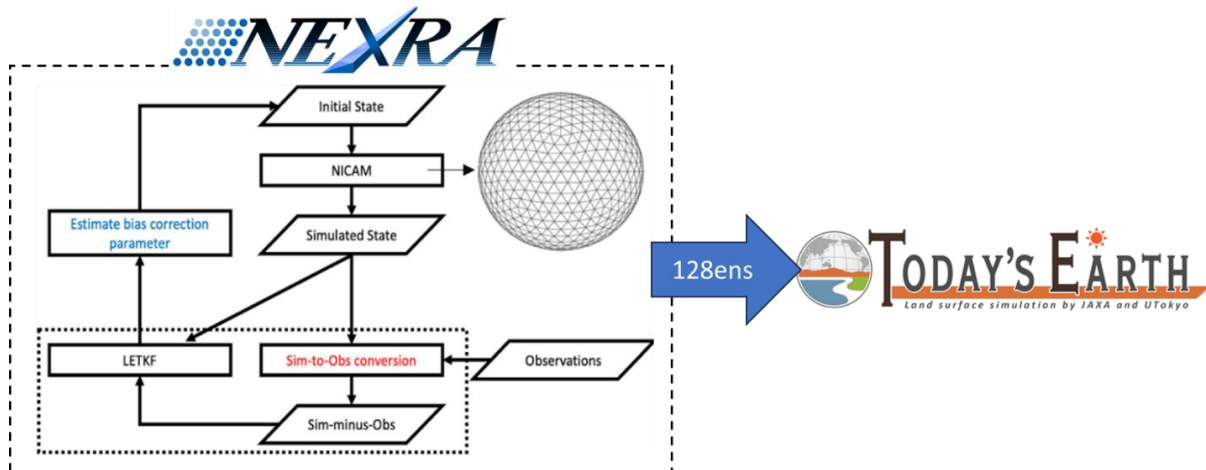 NEXRA
Initial State
NICAM
Estimate bias correction
parameter
Simulated State
128ens
TODAY'S EARTH
Land surface simulation by JAXA and UTokyo
LETKF
Sim-to-Obs conversion
Observations
Sim-minus-Obs